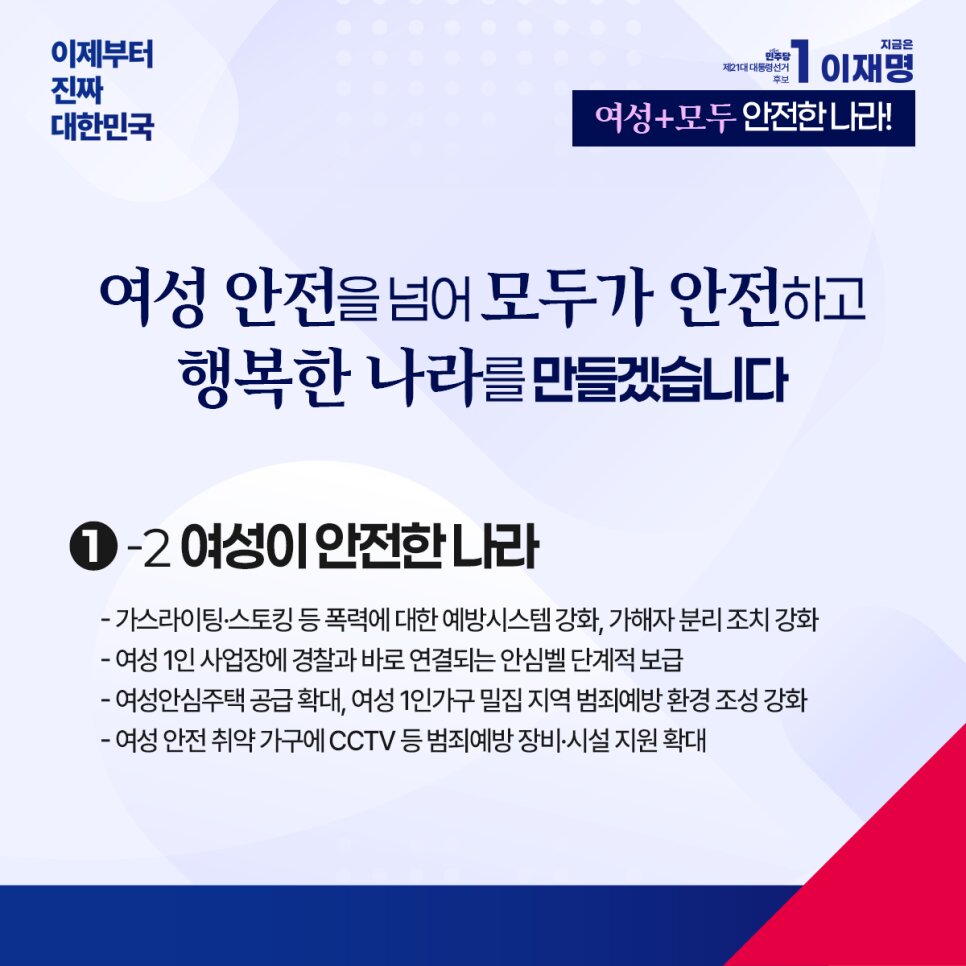 이제부터
진짜
대한민국
지금은
민주당
제21대 대통령선거
후보
1 이재명
여성+모두 안전한 나라!
여성 안전을 넘어 모두가 안전하고
행복한 나라를 만들겠습니다
❶-2 여성이 안전한 나라
- 가스라이팅·스토킹 등 폭력에 대한 예방시스템 강화, 가해자 분리 조치 강화
- 여성 1인 사업장에 경찰과 바로 연결되는 안심벨 단계적 보급
- 여성안심주택 공급 확대, 여성 1인가구 밀집 지역 범죄예방 환경 조성 강화
- 여성 안전 취약 가구에 CCTV 등 범죄예방 장비·시설 지원 확대